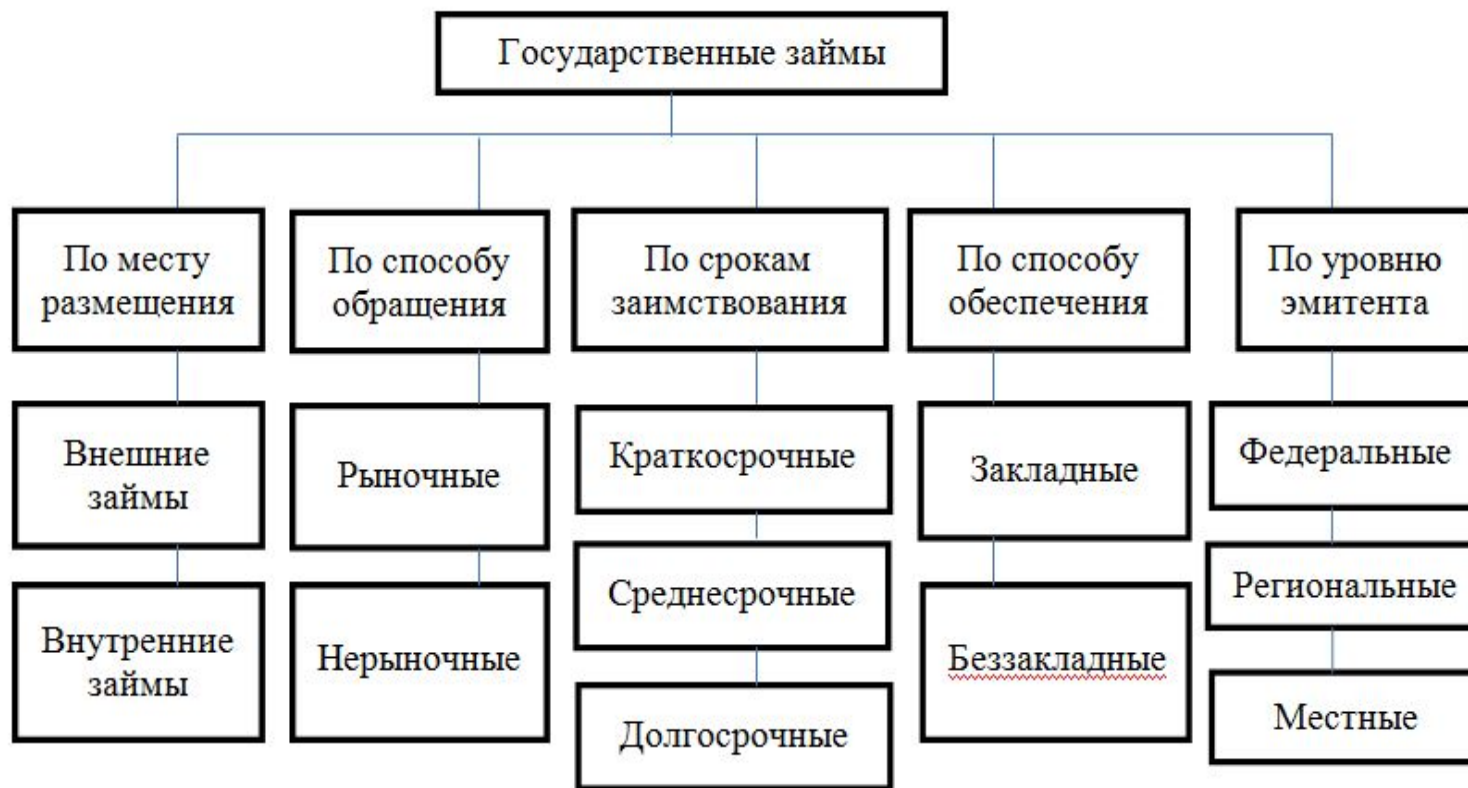 Государственные займы
По месту
размещения
По способу
обращения
По срокам
заимствования
По способу
обеспечения
По уровню
эмитента
Внешние
займы
Рыночные
Краткосрочные
Закладные
Федеральные
Среднесрочные
Региональные
Внутренние
займы
Нерыночные
Беззакладные
Долгосрочные
Местные